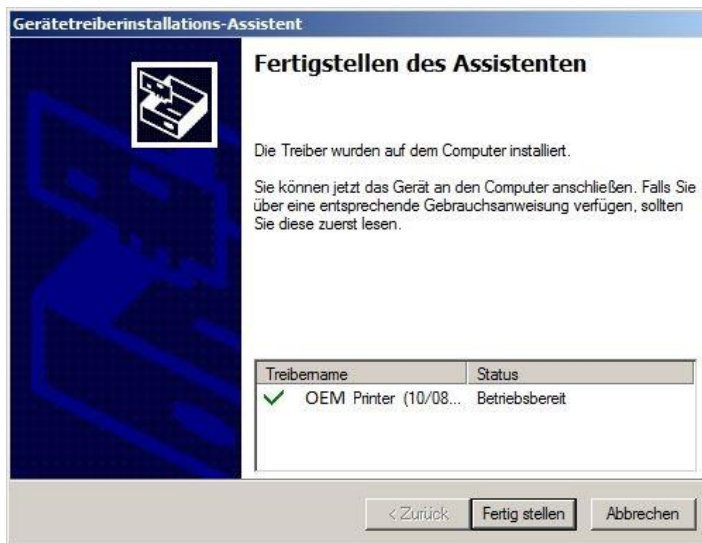 Gerätetreiberinstallations-Assistent
Fertigstellen des Assistenten
Die Treiber wurden auf dem Computer installiert.
Sie können jetzt das Gerät an den Computer anschließen. Falls Sie
über eine entsprechende Gebrauchsanweisung verfügen, sollten
Sie diese zuerst lesen.
Treibername Status
OEM Printer (10/08... Betriebsbereit
< Zurück Fertig stellen Abbrechen